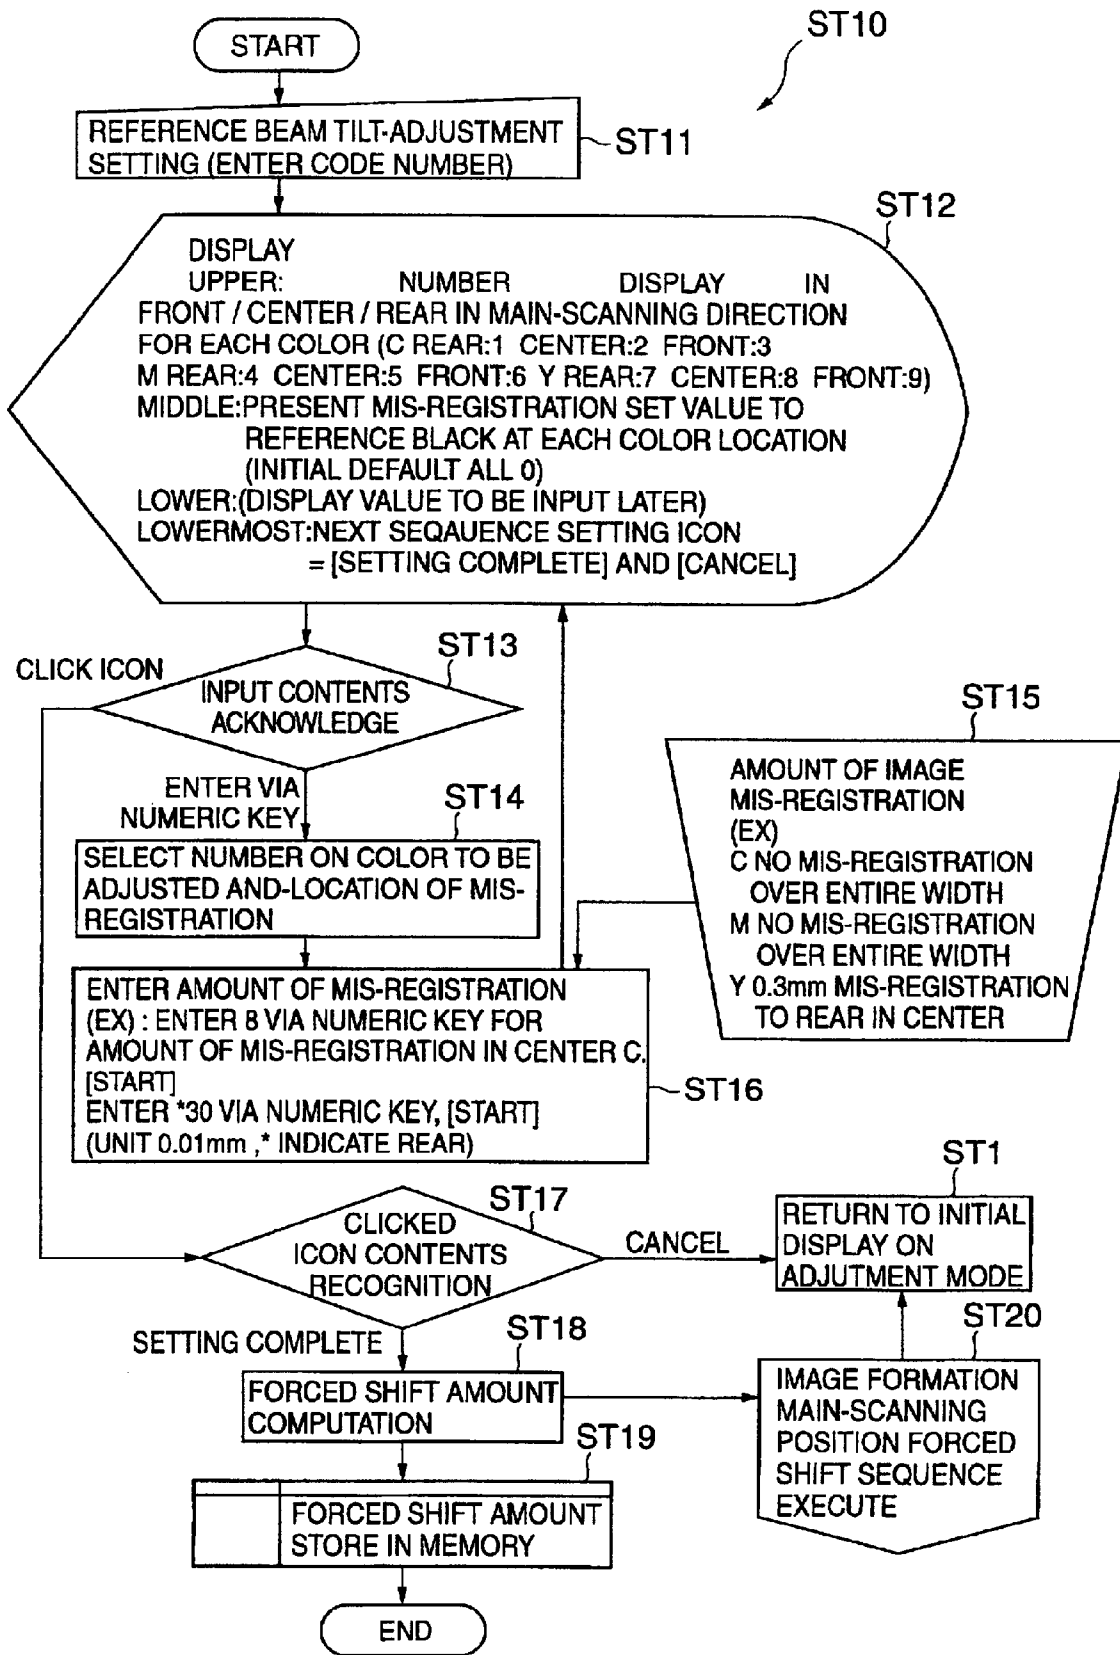 ST10
START
REFERENCE BEAM TILT-ADJUSTMENT
SETTING (ENTER CODE NUMBER)
ST11
ST12
DISPLAY
UPPER: NUMBER DISPLAY IN
FRONT / CENTER / REAR IN MAIN-SCANNING DIRECTION
FOR EACH COLOR (C REAR:1 CENTER:2 FRONT:3
M REAR:4 CENTER:5 FRONT:6 Y REAR:7 CENTER:8 FRONT:9)
MIDDLE:PRESENT MIS-REGISTRATION SET VALUE TO
REFERENCE BLACK AT EACH COLOR LOCATION
(INITIAL DEFAULT ALL 0)
LOWER:(DISPLAY VALUE TO BE INPUT LATER)
LOWERMOST:NEXT SEQAUENCE SETTING ICON
= [SETTING COMPLETE] AND [CANCEL]
ST13
CLICK ICON
INPUT CONTENTS
ACKNOWLEDGE
ENTER VIA
NUMERIC KEY
ST14
SELECT NUMBER ON COLOR TO BE
ADJUSTED AND-LOCATION OF MIS-
REGISTRATION
ST15
AMOUNT OF IMAGE
MIS-REGISTRATION
(EX)
C NO MIS-REGISTRATION
OVER ENTIRE WIDTH
M NO MIS-REGISTRATION
OVER ENTIRE WIDTH
Y 0.3mm MIS-REGISTRATION
TO REAR IN CENTER
ENTER AMOUNT OF MIS-REGISTRATION
(EX) : ENTER 8 VIA NUMERIC KEY FOR
AMOUNT OF MIS-REGISTRATION IN CENTER C.
[START]
ENTER *30 VIA NUMERIC KEY, [START]
(UNIT 0.01mm ,* INDICATE REAR)
ST16
ST17
CLICKED
ICON CONTENTS
RECOGNITION
CANCEL
ST1
RETURN TO INITIAL
DISPLAY ON
ADJUTMENT MODE
SETTING COMPLETE
ST18
FORCED SHIFT AMOUNT
COMPUTATION
ST20
IMAGE FORMATION
MAIN-SCANNING
POSITION FORCED
SHIFT SEQUENCE
EXECUTE
ST19
FORCED SHIFT AMOUNT
STORE IN MEMORY
END